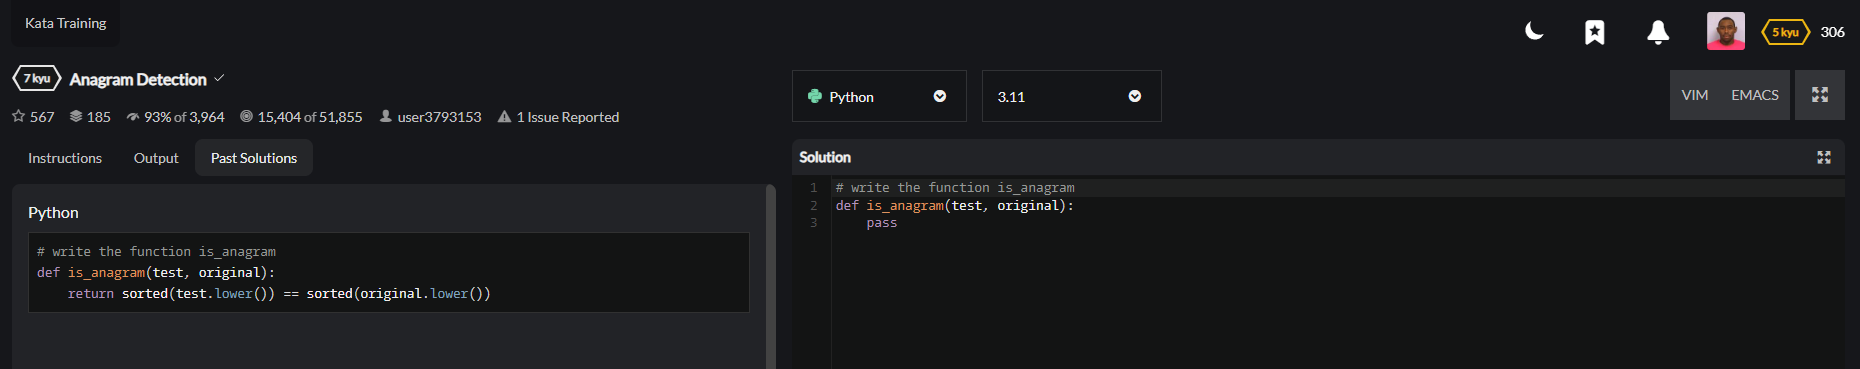 Kata Training
5 kyu 306
7 kyu Anagram Detection
567 185 93% of 3,964 15,404 of 51,855 user3793153 1 Issue Reported
Python 3.11
VIM EMACS
Instructions Output Past Solutions
Python
# write the function is_anagram
def is_anagram(test, original):
    return sorted(test.lower()) == sorted(original.lower())
Solution
1 # write the function is_anagram
2 def is_anagram(test, original):
3     pass